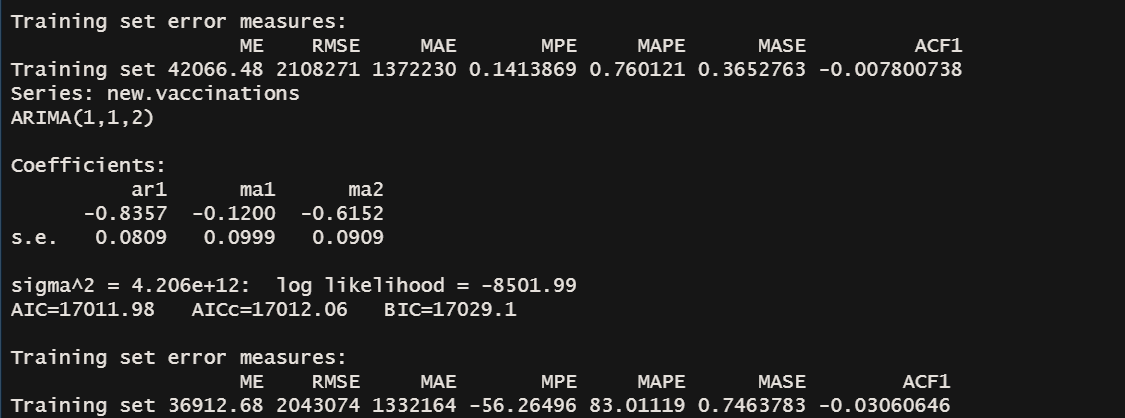 Training set error measures:
ME RMSE MAE MPE MAPE MASE ACF1
Training set 42066.48 2108271 1372230 0.1413869 0.760121 0.3652763 -0.007800738
Series: new.vaccinations
ARIMA(1,1,2)
Coefficients:
ar1 ma1 ma2
-0.8357 -0.1200 -0.6152
s.e. 0.0809 0.0999 0.0909
sigma^2 = 4.206e+12: log likelihood = -8501.99
AIC=17011.98 AICc=17012.06 BIC=17029.1
Training set error measures:
ME RMSE MAE MPE MAPE MASE ACF1
Training set 36912.68 2043074 1332164 -56.26496 83.01119 0.7463783 -0.03060646